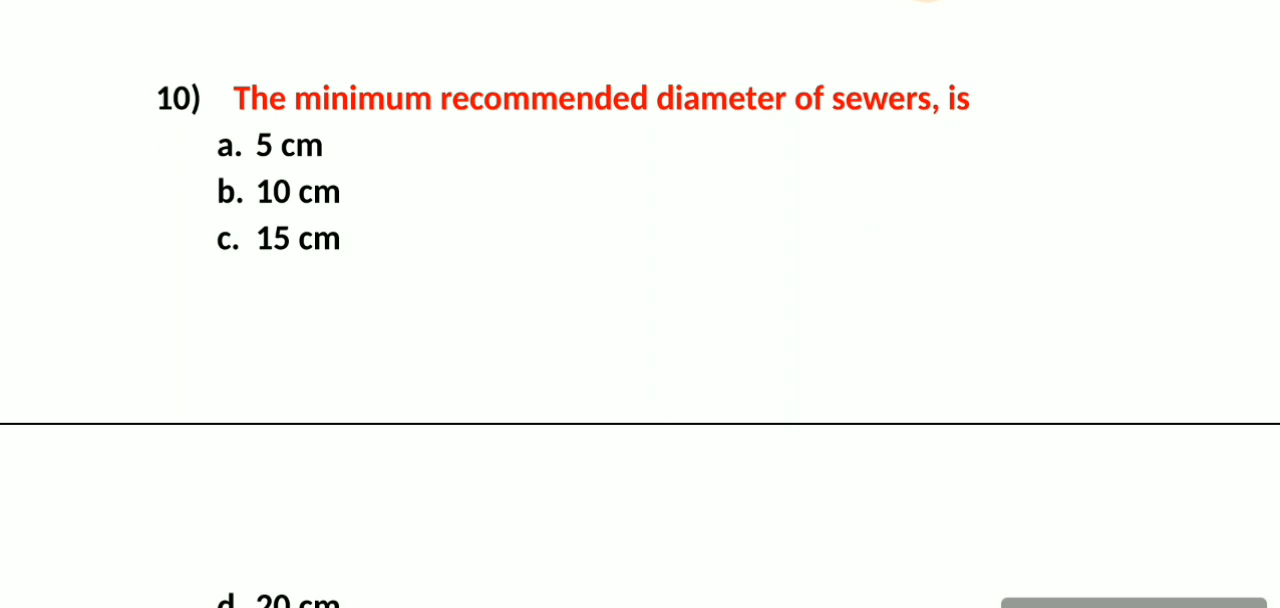 10) The minimum recommended diameter of sewers, is
a. 5 cm
b. 10 cm
c. 15 cm
d. 20 cm